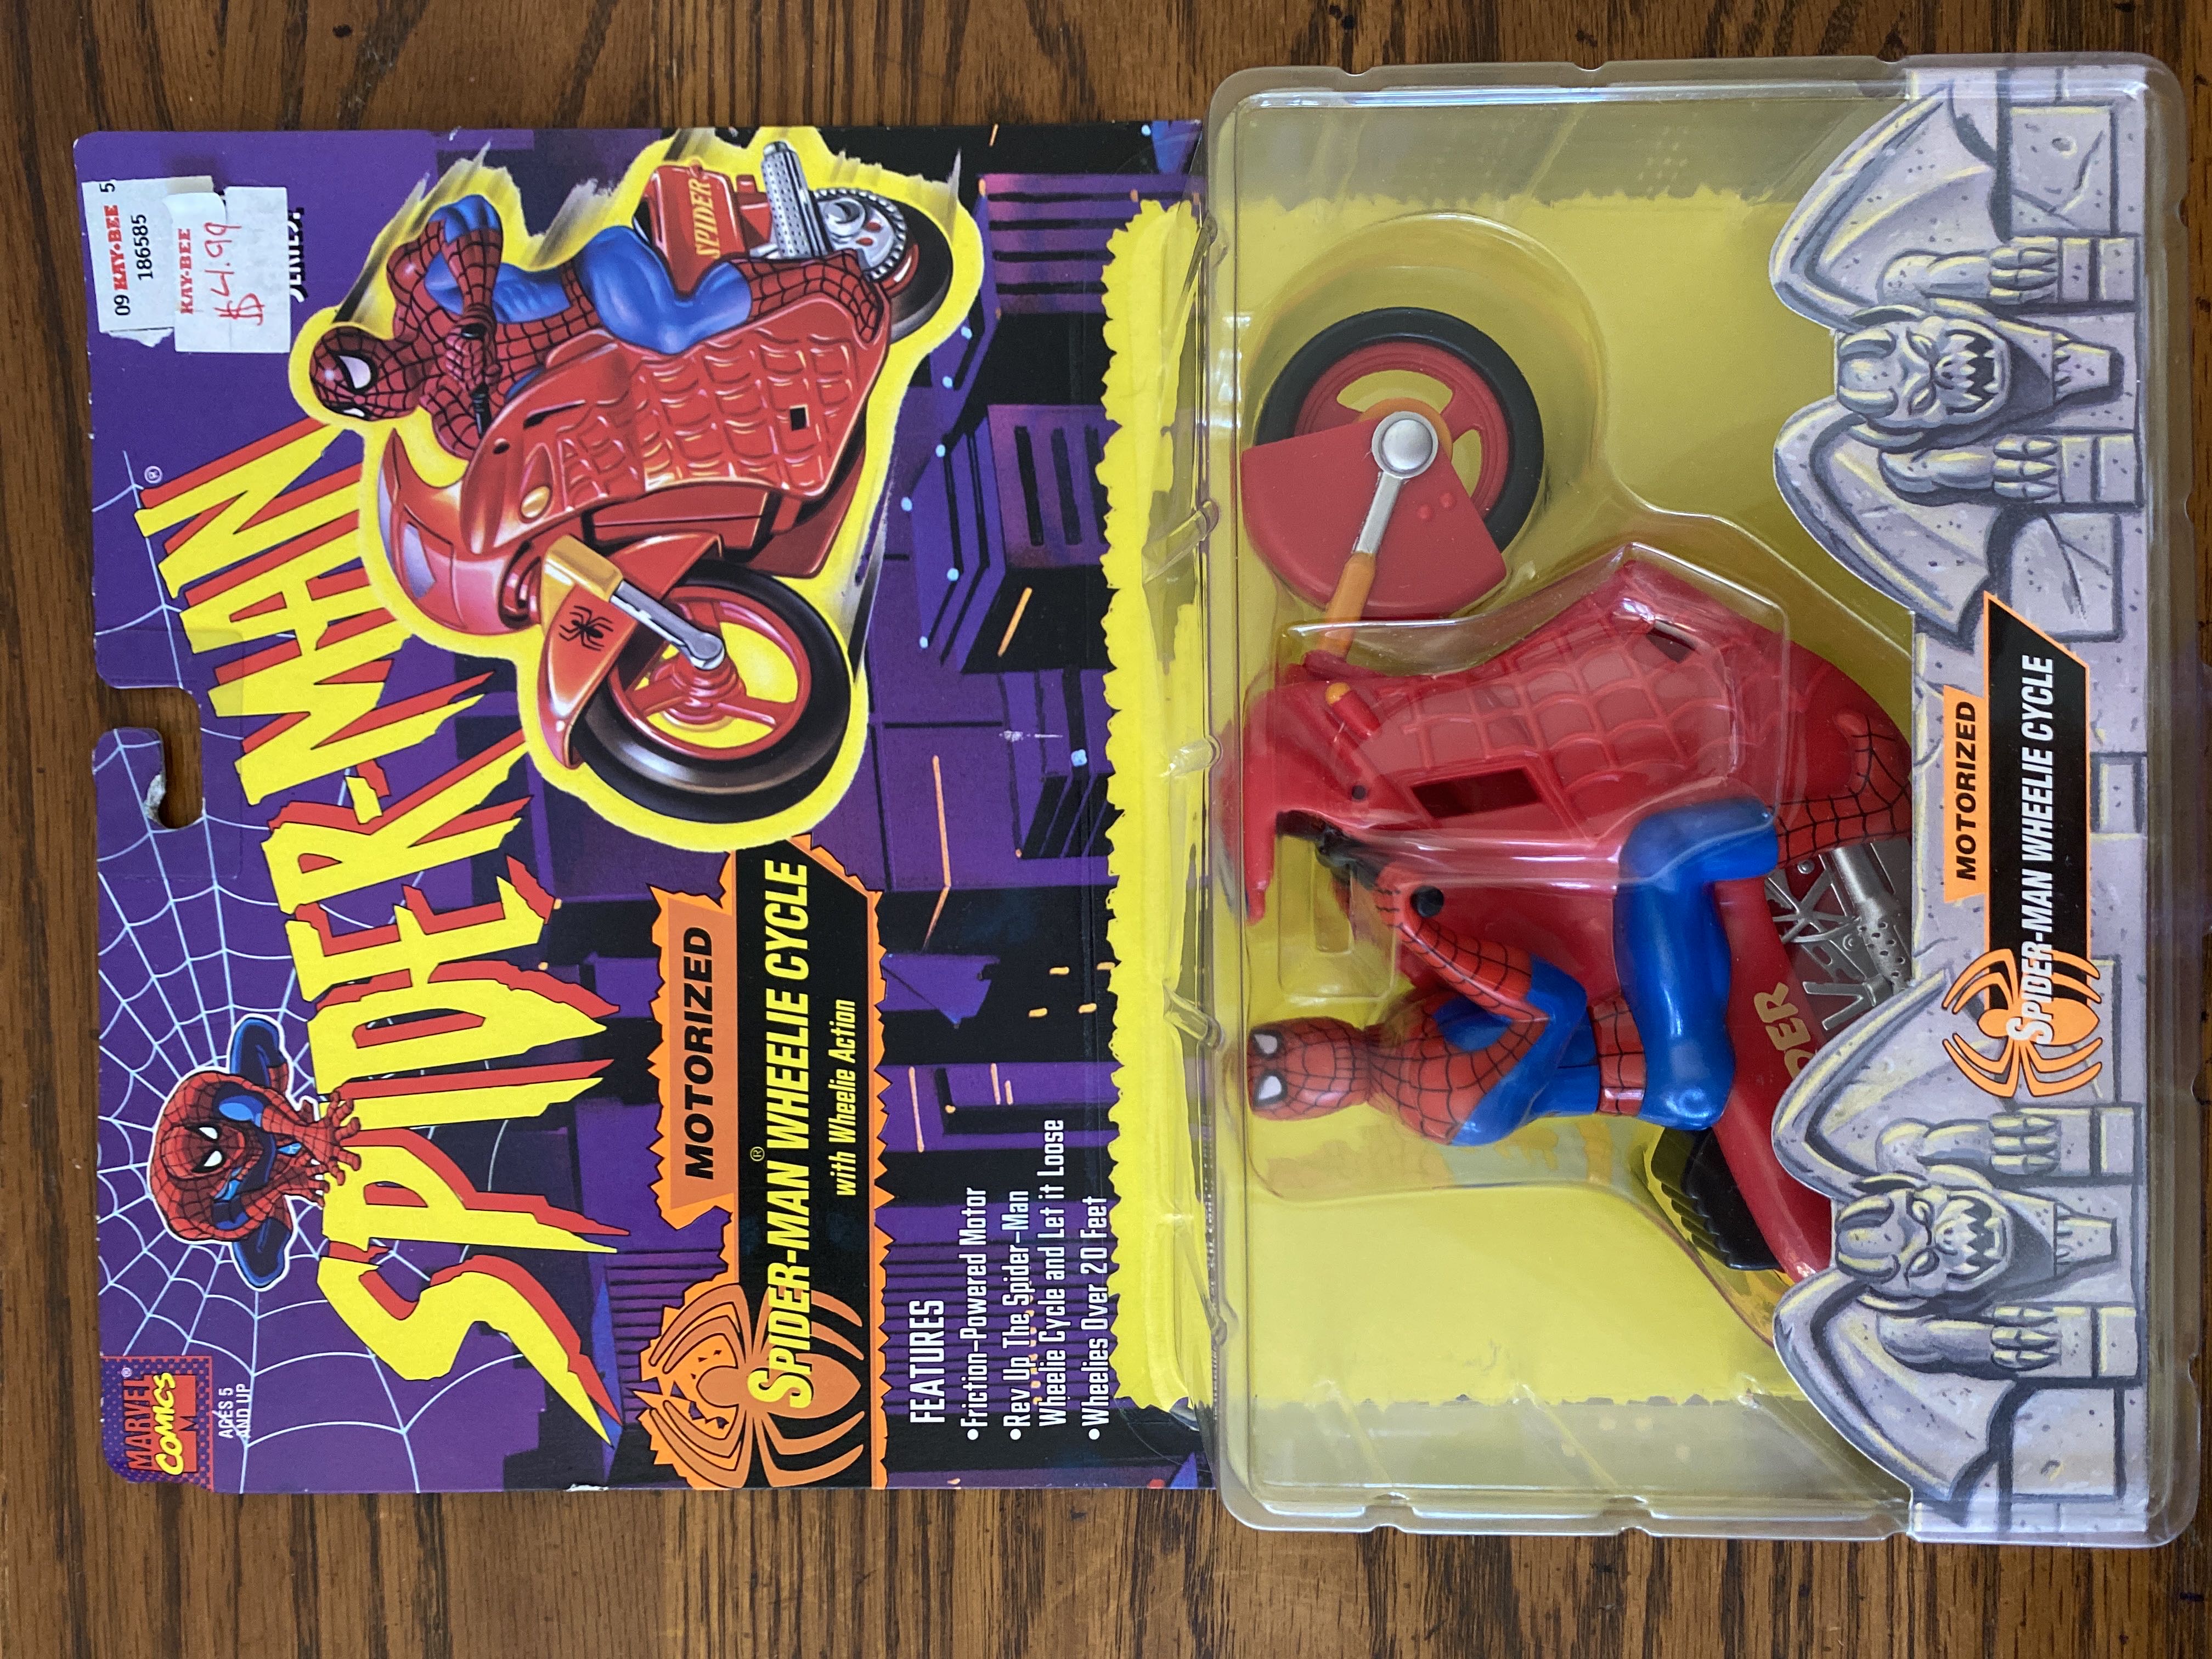 MARVEL®
COMICS
M
AGES 5
AND UP
09 KAY•BEE 5
186585
KAY-BEE
$4.99
SPIDER-MAN®
SPIDER
MOTORIZED
SPIDER-MAN® WHEELIE CYCLE
with Wheelie Action
FEATURES
•Friction-Powered Motor
•Rev Up The Spider-Man
Wheelie Cycle and Let it Loose
•Wheelies Over 20 Feet
DER
MOTORIZED
SPIDER-MAN WHEELIE CYCLE